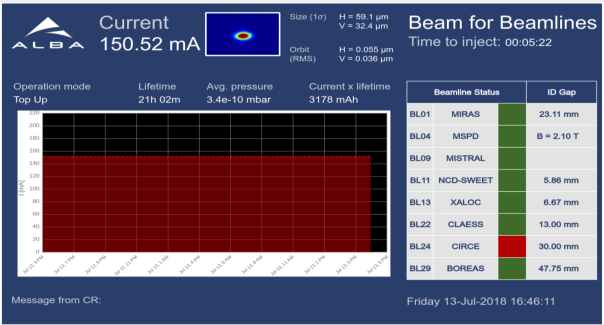 ALBA
Current
150.52 mA
Size (1σ) H = 59.1 µm
V = 32.4 µm
Orbit H = 0.055 µm
(RMS) V = 0.036 µm
Beam for Beamlines
Time to inject: 00:05:22
Operation mode Lifetime Avg. pressure Current x lifetime
Top Up 21h 02m 3.4e-10 mbar 3178 mAh
220
200
180
160
140
120
100
80
60
40
20
0
I [mA]
Beamline Status ID Gap
BL01 MIRAS 23.11 mm
BL04 MSPD B = 2.10 T
BL09 MISTRAL
BL11 NCD-SWEET 5.86 mm
BL13 XALOC 6.67 mm
BL22 CLAESS 13.00 mm
BL24 CIRCE 30.00 mm
BL29 BOREAS 47.75 mm
Message from CR:
Friday 13-Jul-2018 16:46:11